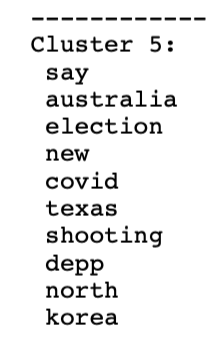 ------------
Cluster 5:
say
australia
election
new
covid
texas
shooting
depp
north
korea